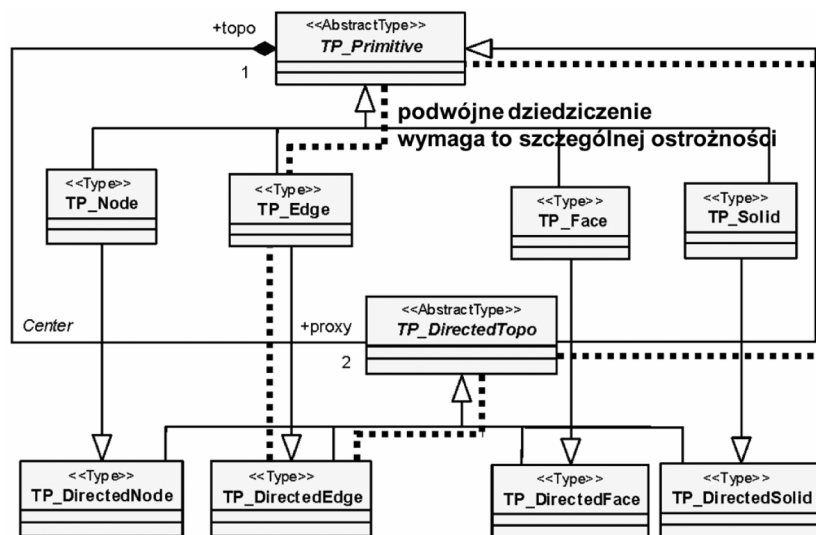 +topo
<<AbstractType>>
TP_Primitive
1
podwójne dziedziczenie
wymaga to szczególnej ostrożności
<<Type>>
TP_Node
<<Type>>
TP_Edge
<<Type>>
TP_Face
<<Type>>
TP_Solid
Center
+proxy
<<AbstractType>>
TP_DirectedTopo
2
<<Type>>
TP_DirectedNode
<<Type>>
TP_DirectedEdge
<<Type>>
TP_DirectedFace
<<Type>>
TP_DirectedSolid